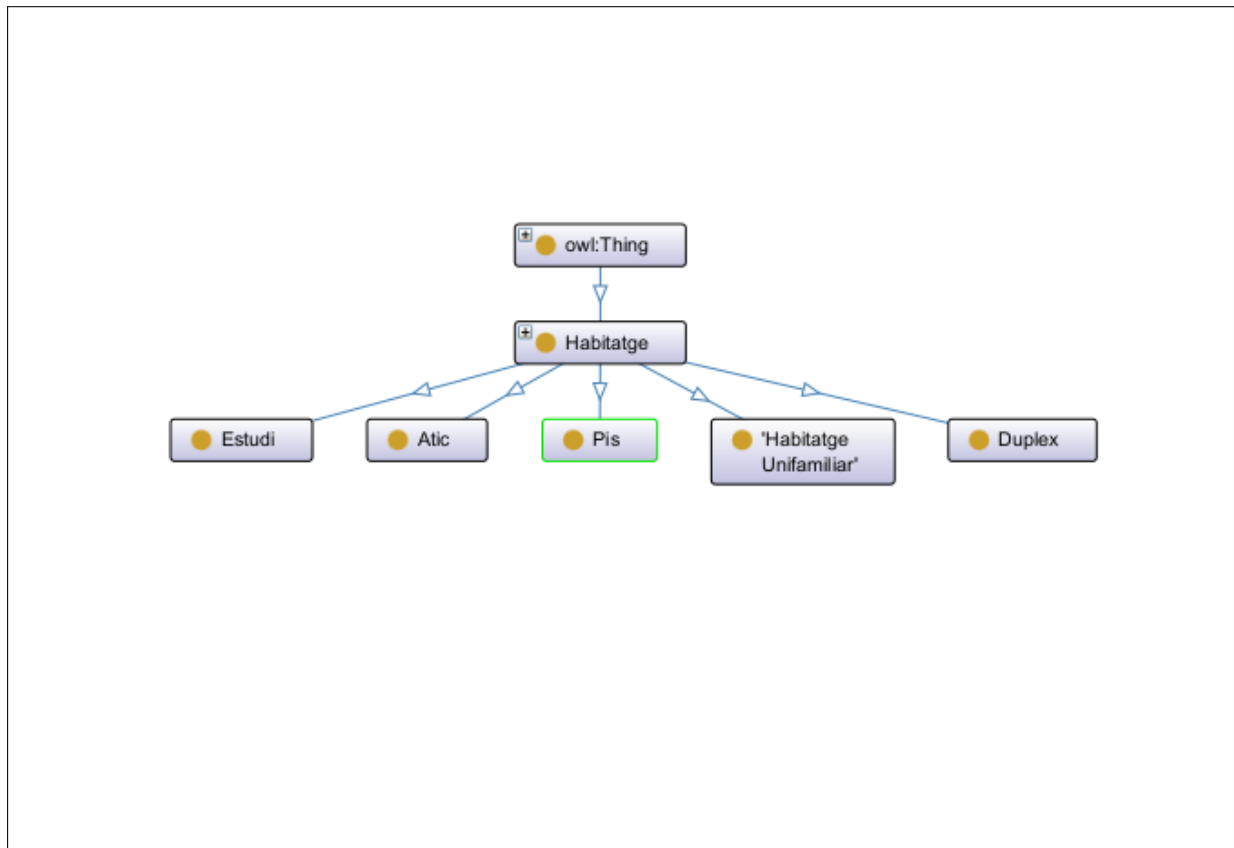 owl:Thing
Habitatge
Estudi
Atic
Pis
'Habitatge
Unifamiliar'
Duplex